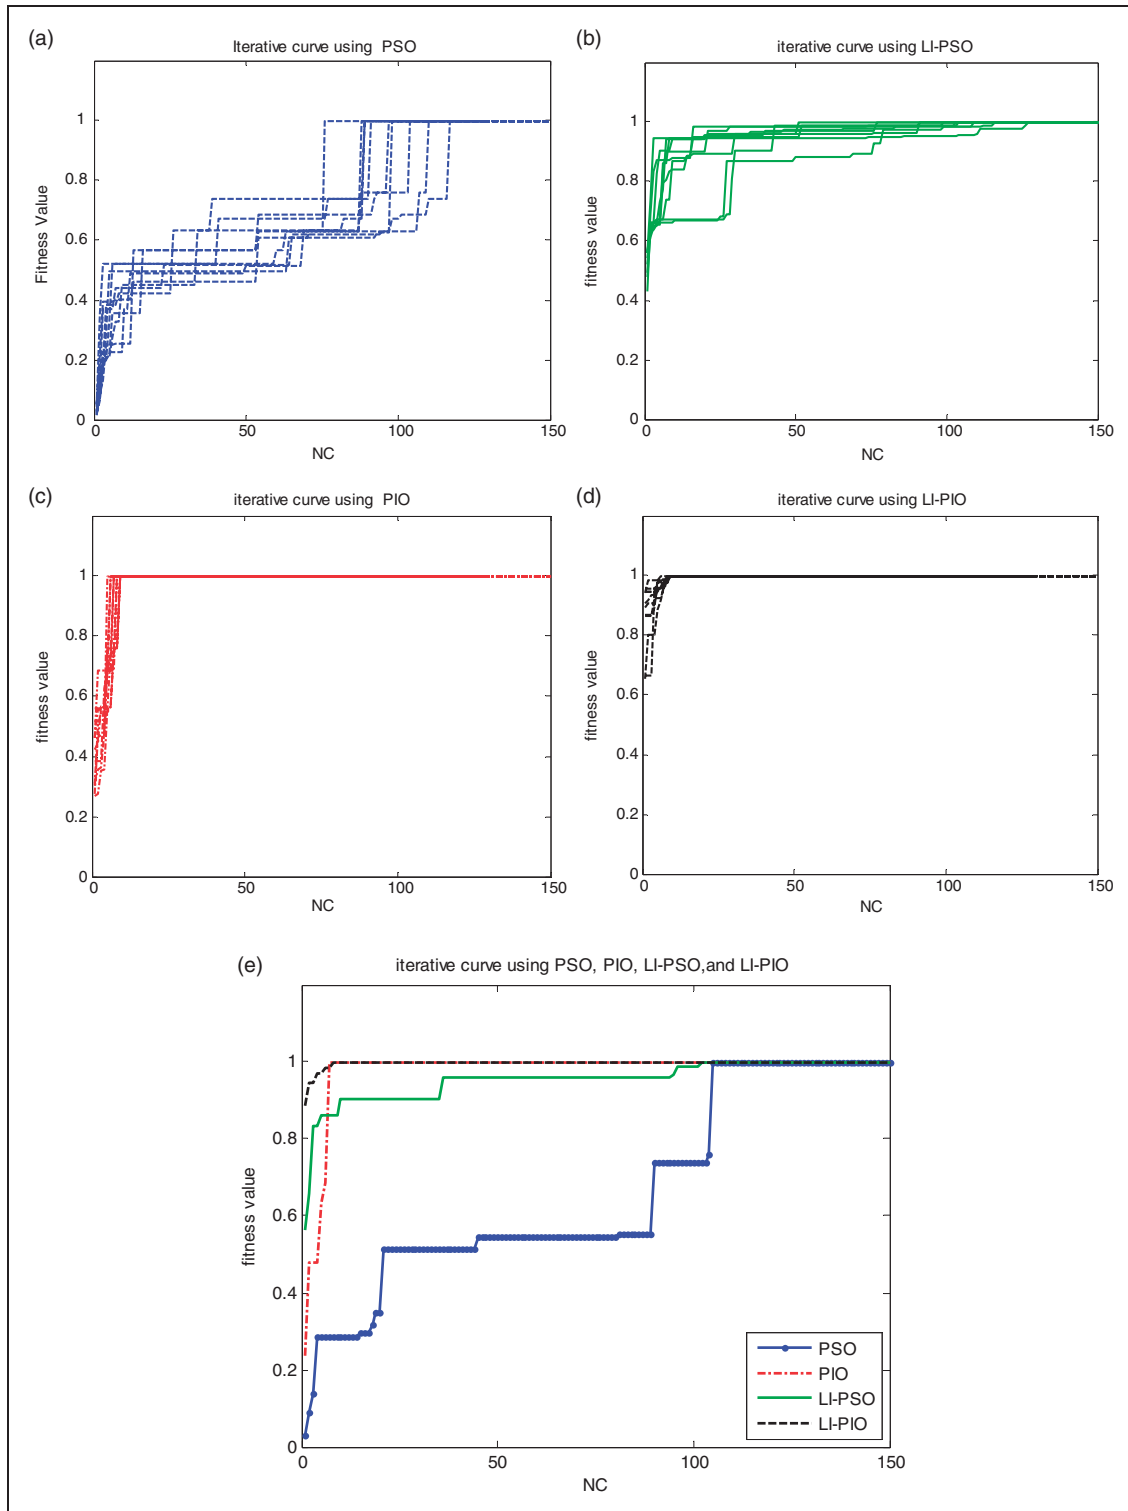 (a)
Iterative curve using PSO
1
0.8
0.6
0.4
0.2
0
Fitness Value
0 50 100 150
NC
(b)
iterative curve using LI-PSO
1
0.8
0.6
0.4
0.2
0
fitness value
0 50 100 150
NC
(c)
iterative curve using PIO
1
0.8
0.6
0.4
0.2
0
fitness value
0 50 100 150
NC
(d)
iterative curve using LI-PIO
1
0.8
0.6
0.4
0.2
0
fitness value
0 50 100 150
NC
(e)
iterative curve using PSO, PIO, LI-PSO,and LI-PIO
1
0.8
0.6
0.4
0.2
0
fitness value
0 50 100 150
NC
PSO
PIO
LI-PSO
LI-PIO